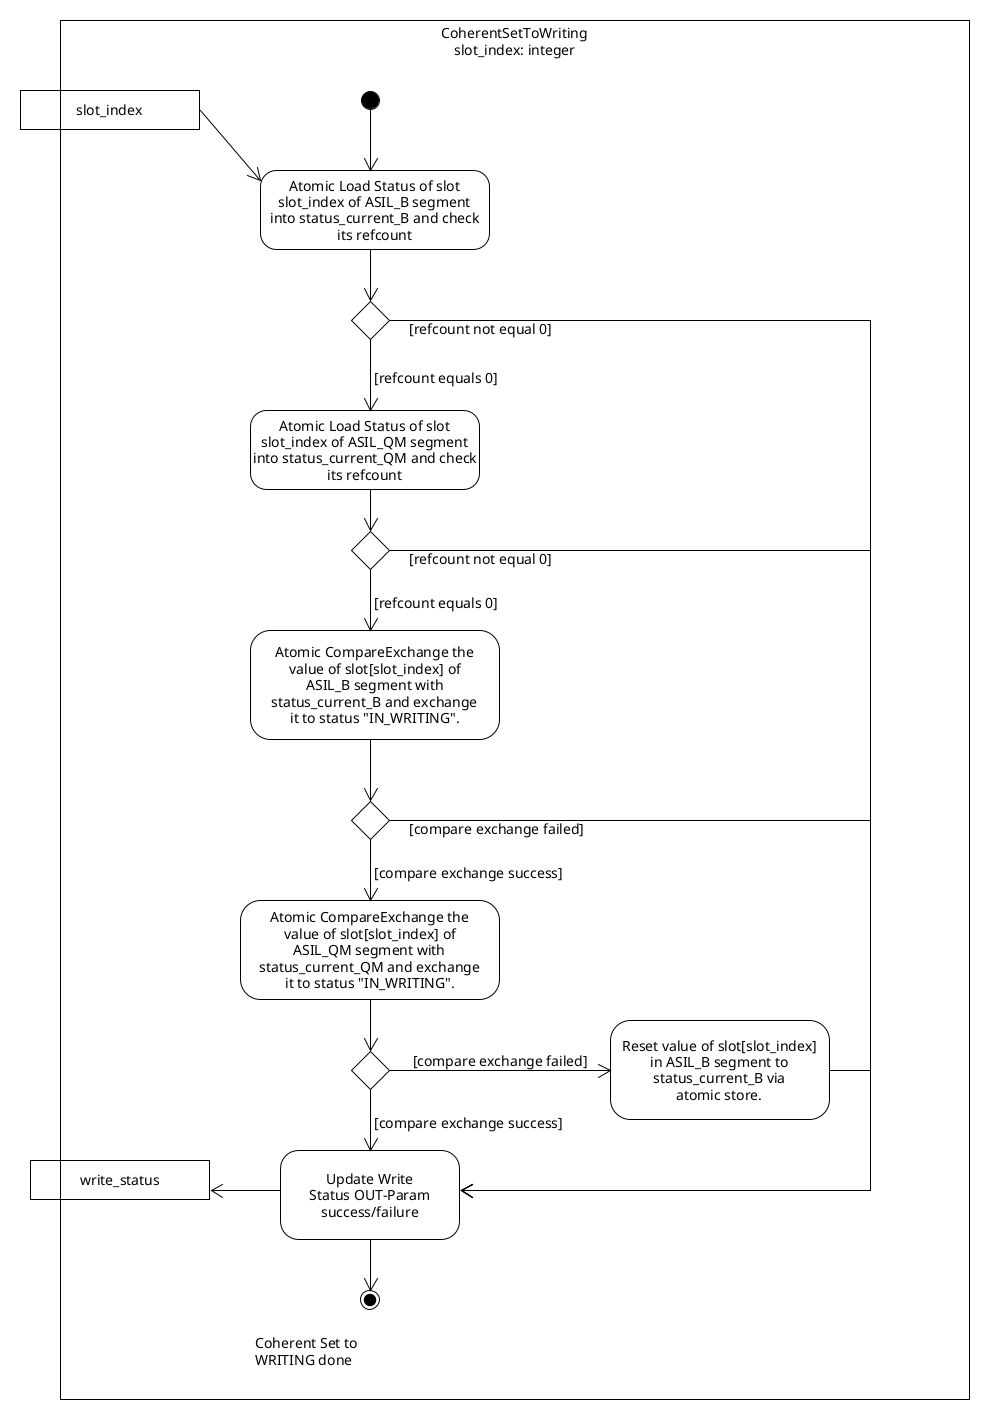 CoherentSetToWriting
slot_index: integer
slot_index
Atomic Load Status of slot
slot_index of ASIL_B segment
into status_current_B and check
its refcount
[refcount not equal 0]
[refcount equals 0]
Atomic Load Status of slot
slot_index of ASIL_QM segment
into status_current_QM and check
its refcount
[refcount not equal 0]
[refcount equals 0]
Atomic CompareExchange the
value of slot[slot_index] of
ASIL_B segment with
status_current_B and exchange
it to status "IN_WRITING".
[compare exchange failed]
[compare exchange success]
Atomic CompareExchange the
value of slot[slot_index] of
ASIL_QM segment with
status_current_QM and exchange
it to status "IN_WRITING".
[compare exchange failed]
Reset value of slot[slot_index]
in ASIL_B segment to
status_current_B via
atomic store.
[compare exchange success]
write_status
Update Write
Status OUT-Param
success/failure
Coherent Set to
WRITING done